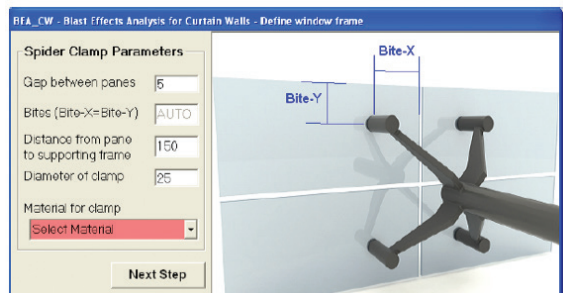 BEA_CW - Blast Effects Analysis for Curtain Walls - Define window frame
Spider Clamp Parameters
Gap between panes 5
Bites (Bite-X=Bite-Y) AUTO
Distance from pane
to supporting frame 150
Diameter of clamp 25
Material for clamp
Select Material
Next Step
Bite-X
Bite-Y